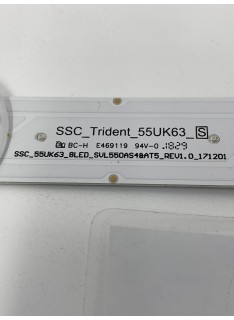 SSC_Trident_55UK63_S
BC-H E469119 94V-0 .1829
SSC_55UK63_8LED_SVL550AS48AT5_REV1.0_171201